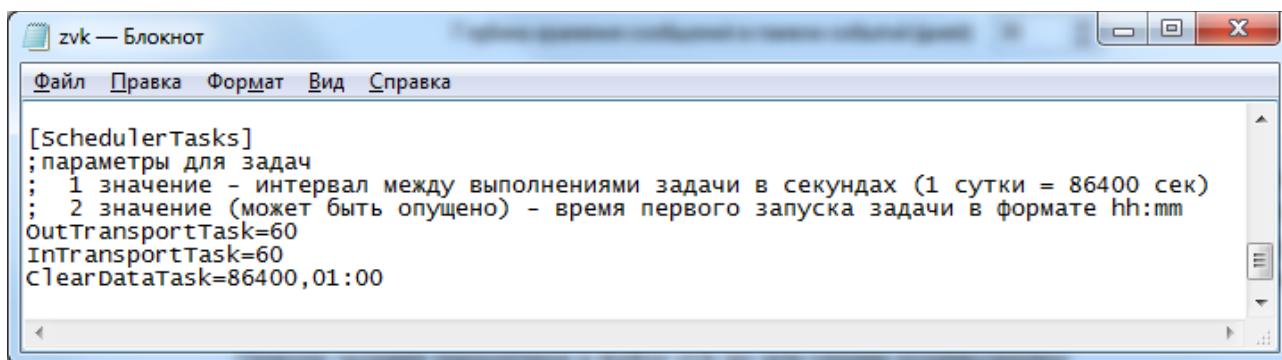 zvk — Блокнот
Файл Правка Формат Вид Справка
[SchedulerTasks]
;параметры для задач
;  1 значение - интервал между выполнениями задачи в секундах (1 сутки = 86400 сек)
;  2 значение (может быть опущено) - время первого запуска задачи в формате hh:mm
OutTransportTask=60
InTransportTask=60
ClearDataTask=86400,01:00